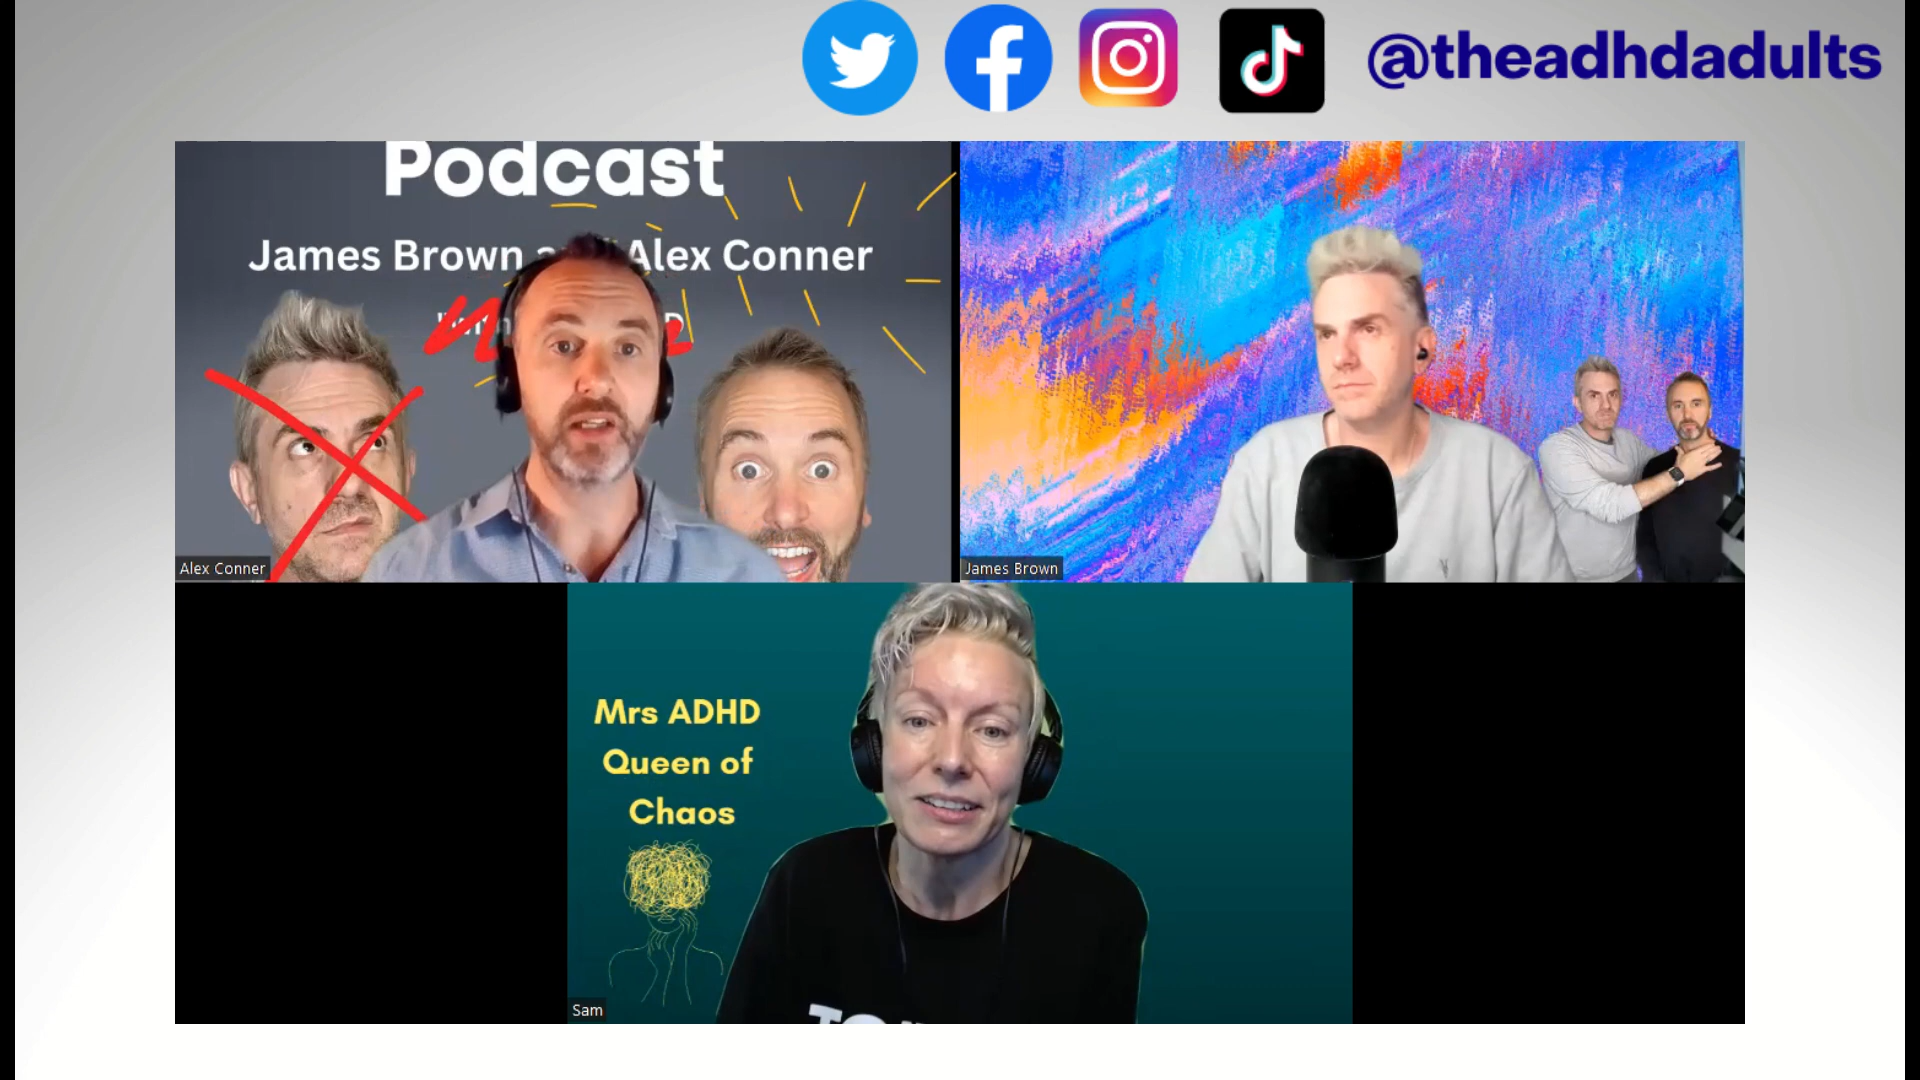 @theadhdadults
Podcast
James Brown a Alex Conner
D
Alex Conner
James Brown
Mrs ADHD
Queen of
Chaos
Sam